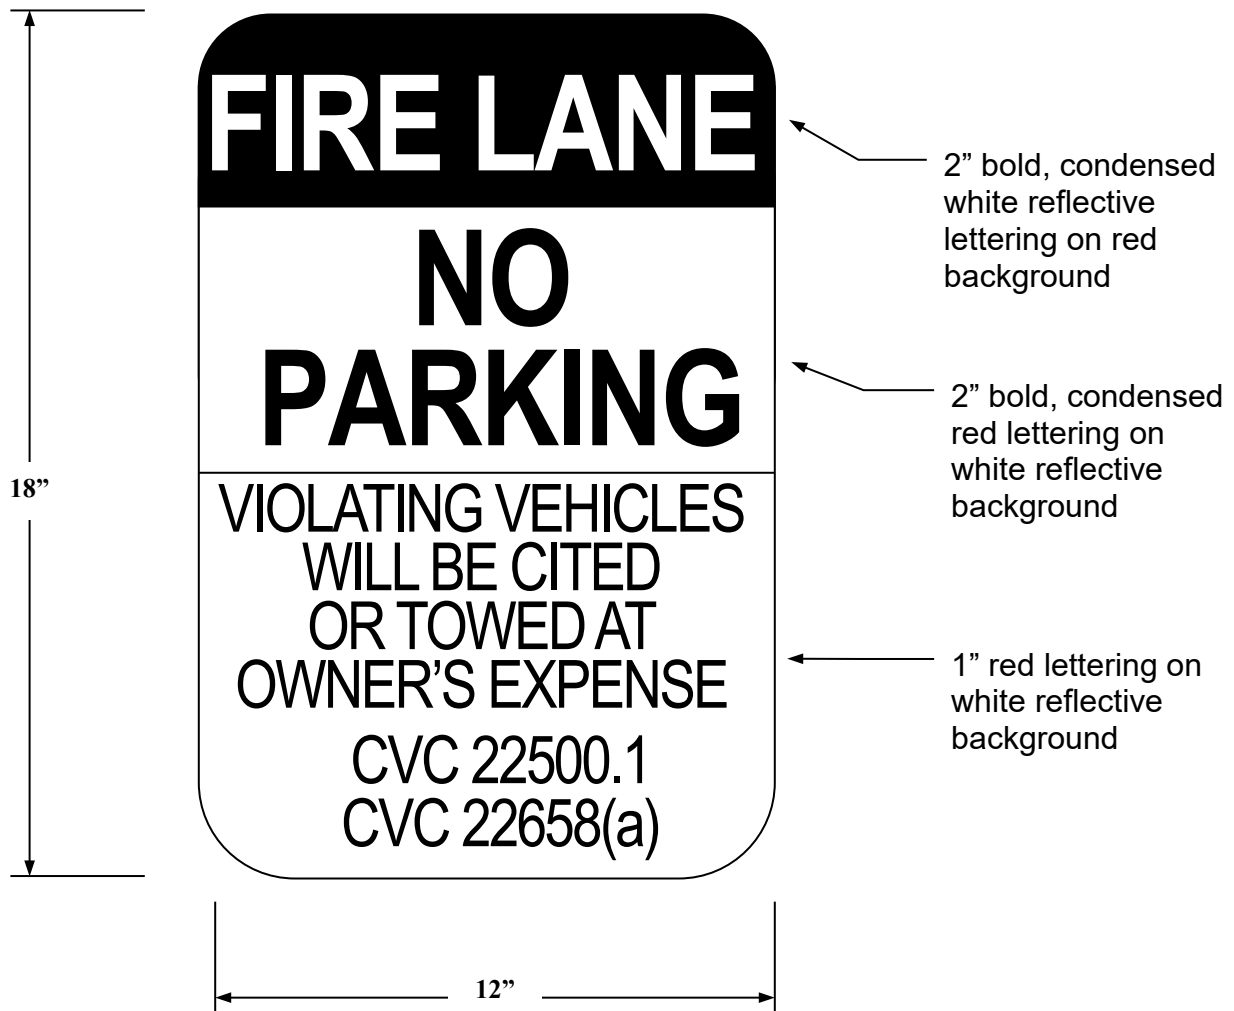 FIRE LANE
2” bold, condensed
white reflective
lettering on red
background
NO
PARKING
2” bold, condensed
red lettering on
white reflective
background
18”
VIOLATING VEHICLES
WILL BE CITED
OR TOWED AT
OWNER’S EXPENSE
1” red lettering on
white reflective
background
CVC 22500.1
CVC 22658(a)
12”